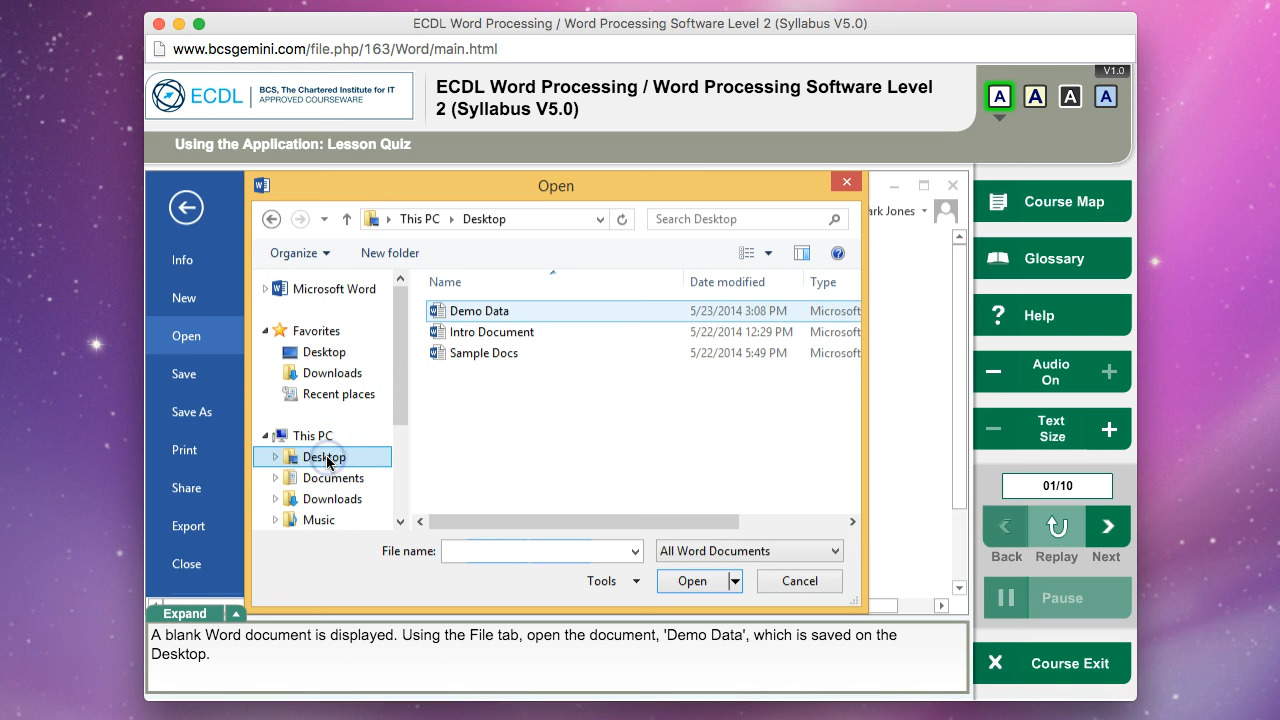 ECDL Word Processing / Word Processing Software Level 2 (Syllabus V5.0)
www.bcsgemini.com/file.php/163/Word/main.html
V1.0
ECDL
BCS, The Chartered Institute for IT
APPROVED COURSEWARE
ECDL Word Processing / Word Processing Software Level
2 (Syllabus V5.0)
A A A A
Using the Application: Lesson Quiz
Open
This PC Desktop
Search Desktop
ark Jones
Organize New folder
Info
New
Open
Save
Save As
Print
Share
Export
Close
Microsoft Word
Favorites
Desktop
Downloads
Recent places
This PC
Desktop
Documents
Downloads
Music
Name Date modified Type
Demo Data 5/23/2014 3:08 PM Microsoft
Intro Document 5/22/2014 12:29 PM Microsoft
Sample Docs 5/22/2014 5:49 PM Microsoft
File name: All Word Documents
Tools Open Cancel
Course Map
Glossary
? Help
Audio
On
Text
Size
01/10
Back Replay Next
Pause
X Course Exit
Expand
A blank Word document is displayed. Using the File tab, open the document, 'Demo Data', which is saved on the
Desktop.